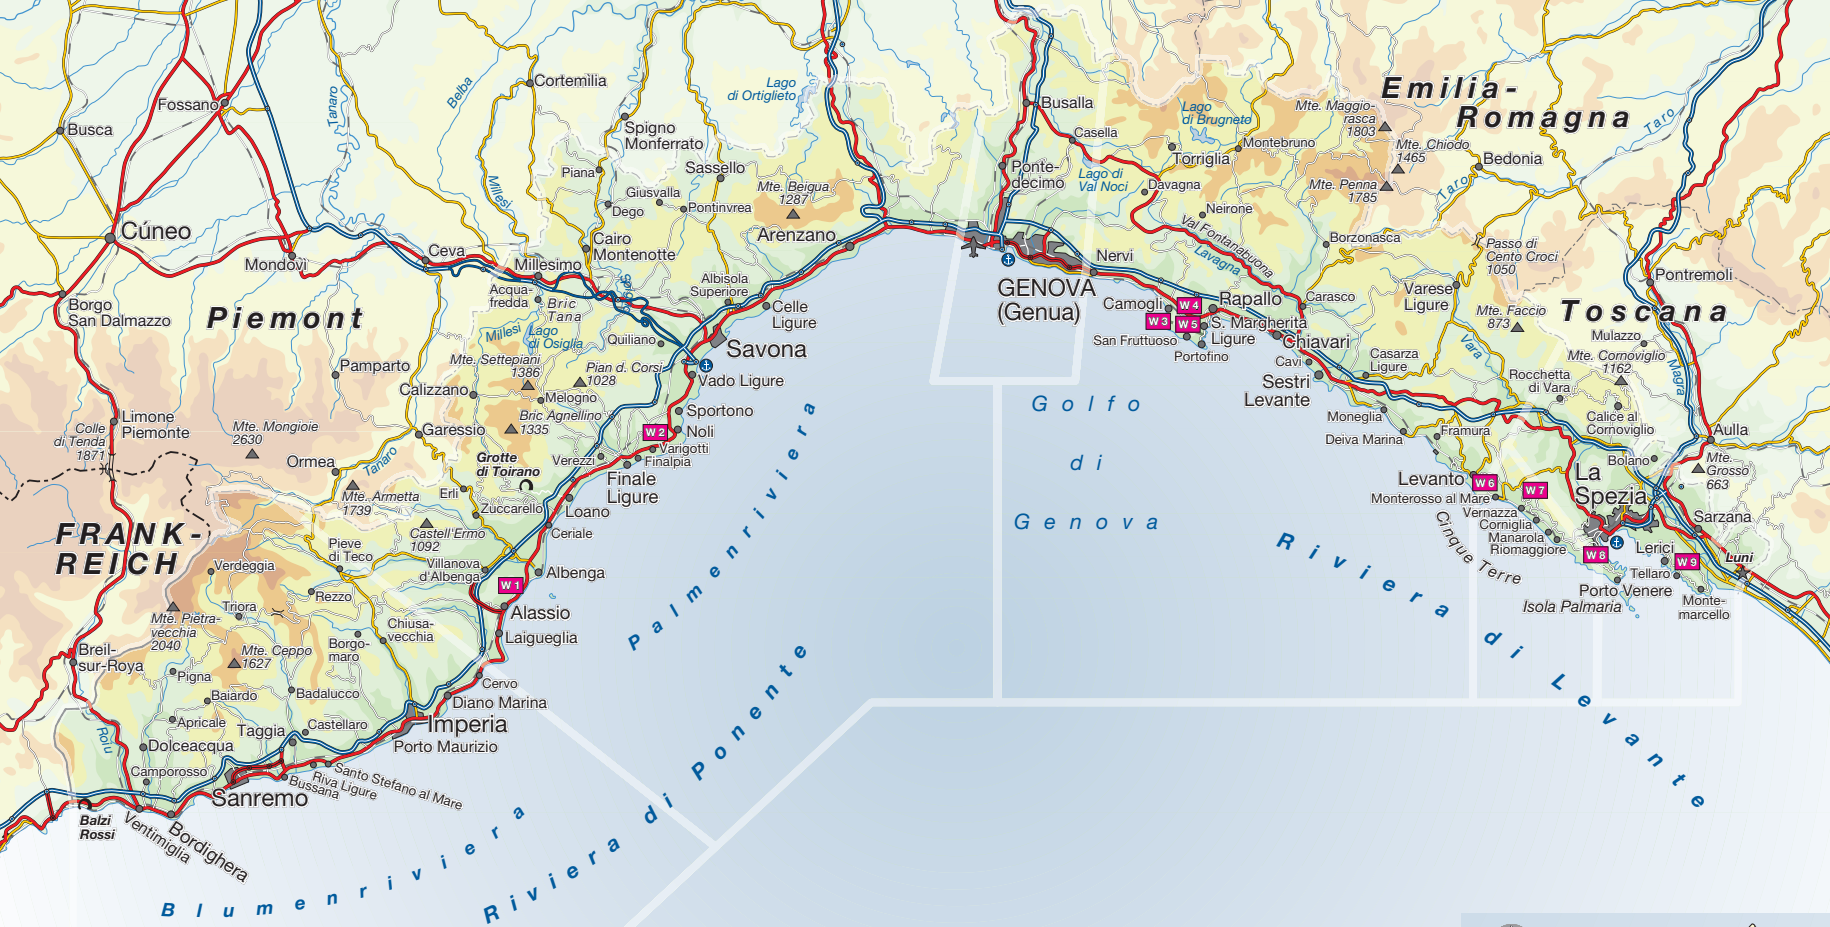 Emilia-
Romagna
Piemont
Toscana
FRANK-
REICH
Golfo
di
Genova
Palmenriviera
Riviera di Ponente
Blumenriviera
Riviera di Levante
Fossano
Busca
Cúneo
Mondovì
Borgo
San Dalmazzo
Limone
Piemonte
Colle
di Tenda
1871
Mte. Mongioie
2630
Ormea
Pamparto
Calizzano
Garessio
Tanaro
Tanaro
Belba
Cortemilia
Ceva
Millesimo
Millesi
Spigno
Monferrato
Piana
Dego
Giusvalla
Pontinvrea
Sassello
Cairo
Montenotte
Lago
di Ortiglieto
Mte. Beigua
1287
Arenzano
Albisola
Superiore
Celle
Ligure
Savona
Vado Ligure
Quiliano
Acqua-
fredda
Bric
Tana
Millesi
Lago
di Osiglia
Mte. Settepiani
1386
Pian d. Corsi
1028
Melogno
Bric Agnellino
1335
Grotte
di Toirano
Verezzi
Sportono
Noli
W 2
Varigotti
Finalpia
Finale
Ligure
Loano
Ceriale
Erli
Zuccarello
Mte. Armetta
1739
Castell'Ermo
1092
Villanova
d'Albenga
Albenga
W 1
Alassio
Laigueglia
Cervo
Diano Marina
Imperia
Porto Maurizio
Pieve
di Teco
Verdeggia
Rezzo
Triora
Mte. Pietra-
vecchia
2040
Mte. Ceppo
1627
Borgo-
maro
Chiusa-
vecchia
Breil-
sur-Roya
Pigna
Baiardo
Badalucco
Apricale
Taggia
Castellaro
Dolceacqua
Camporosso
Roiu
Sanremo
Santo Stefano al Mare
Riva Ligure
Bussana
Balzi
Rossi
Ventimiglia
Bordighera
Busalla
Casella
Ponte-
decimo
Lago di
Val Noci
Davagna
Torriglia
Lago
di Brugneto
Montebruno
Neirone
Val Fontanabuona
Lavagna
Nervi
GENOVA
(Genua)
Camogli
W 4
W 3
W 5
Rapallo
S. Margherita
Ligure
San Fruttuoso
Portofino
Carasco
Chiavari
Cavi
Sestri
Levante
Casarza
Ligure
Moneglia
Deiva Marina
Framura
Borzonasca
Mte. Maggio-
rasca
1803
Mte. Chiodo
1465
Mte. Penna
1785
Bedonia
Taro
Taro
Passo di
Cento Croci
1050
Varese
Ligure
Mte. Faccio
873
Vara
Pontremoli
Mulazzo
Mte. Cornoviglio
1162
Magra
Rocchetta
di Vara
Calice al
Cornoviglio
Aulla
Bolano
Mte.
Grosso
663
Levanto
W 6
W 7
Monterosso al Mare
Vernazza
Corniglia
Manarola
Riomaggiore
Cinque Terre
La
Spezia
W 8
Lerici
W 9
Tellaro
Sarzana
Luni
Porto Venere
Isola Palmaria
Monte-
marcello